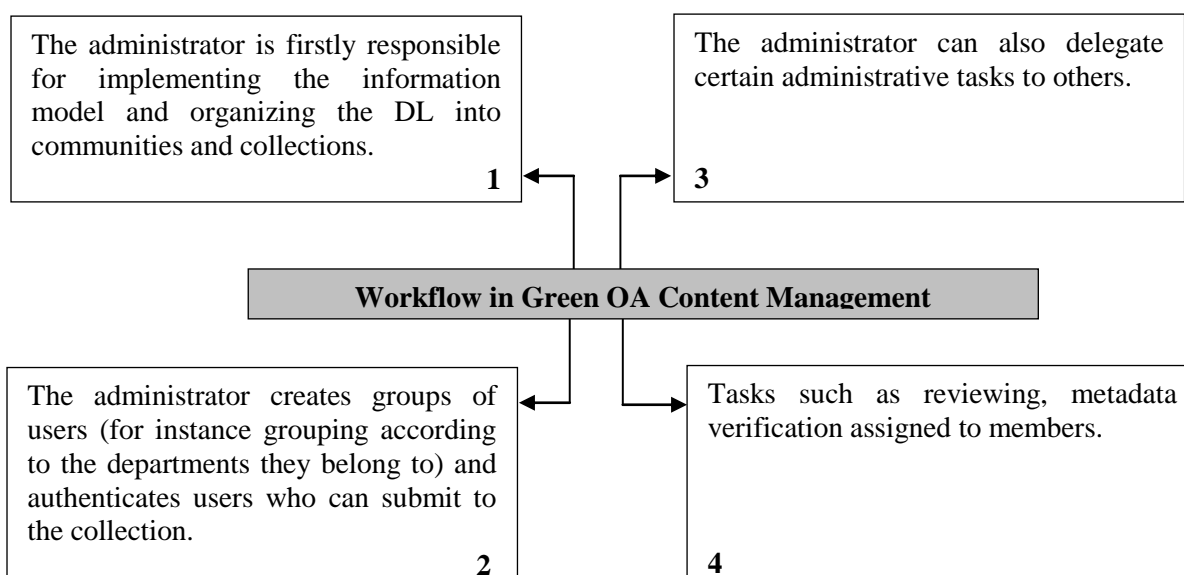 The administrator is firstly responsible
for implementing the information
model and organizing the DL into
communities and collections.
1
The administrator can also delegate
certain administrative tasks to others.
3
Workflow in Green OA Content Management
The administrator creates groups of
users (for instance grouping according
to the departments they belong to) and
authenticates users who can submit to
the collection.
2
Tasks such as reviewing, metadata
verification assigned to members.
4